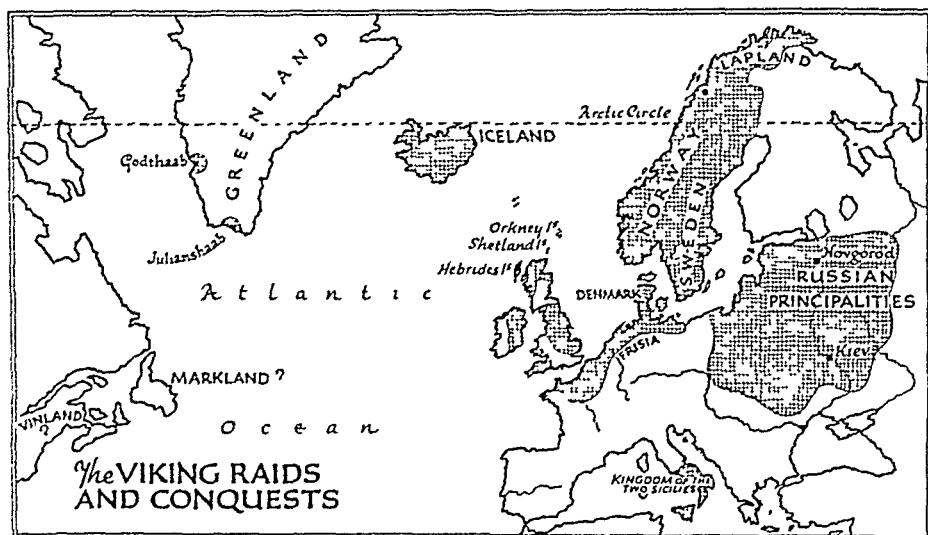 LAPLAND
Arctic Circle
ICELAND
GREENLAND
Godthaab
Julianshaab
NORWAY
SWEDEN
Orkney Is
Shetland Is
Hebrides Is
Novgorod
RUSSIAN
PRINCIPALITIES
Kiev
DENMARK
FRISIA
Atlantic
Ocean
MARKLAND?
VINLAND
?
KINGDOM OF THE
TWO SICILIES
The VIKING RAIDS
AND CONQUESTS